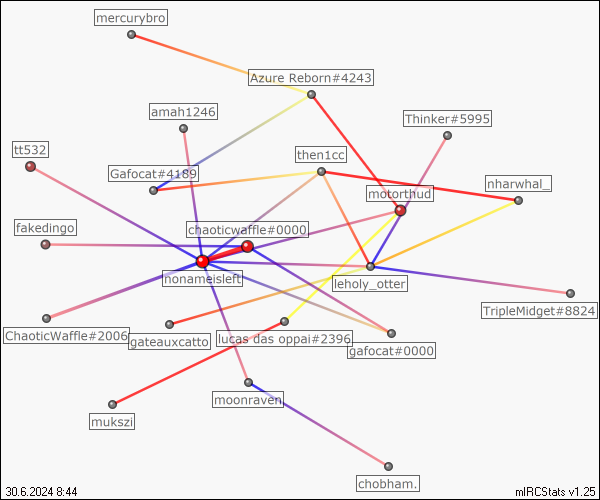 mercurybro
Azure Reborn#4243
amah1246
Thinker#5995
tt532
then1cc
Gafocat#4189
motorthud
nharwhal_
fakedingo
chaoticwaffle#0000
nonameisleft
leholy_otter
TripleMidget#8824
ChaoticWaffle#2006
gateauxcatto
lucas das oppai#2396
gafocat#0000
moonraven
mukszi
chobham.
30.6.2024 8:44
mIRCStats v1.25